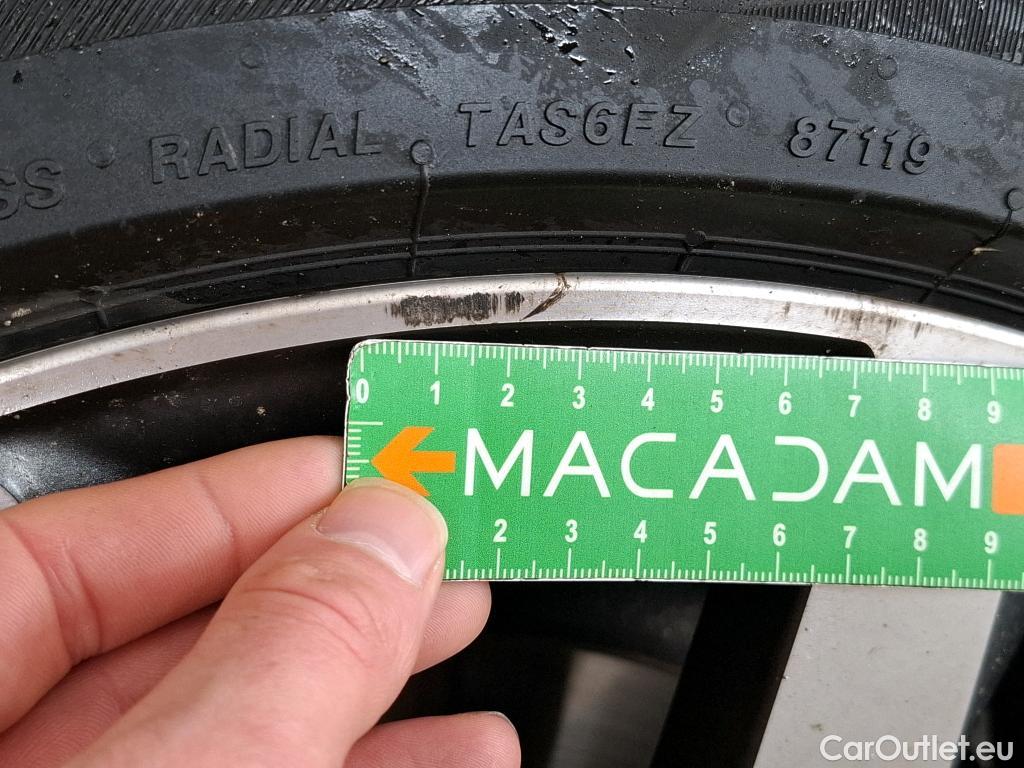 SS RADIAL TAS6FZ 87119
0 1 2 3 4 5 6 7 8 9
MACADAM
2 3 4 5 6 7 8 9
CarOutlet.eu